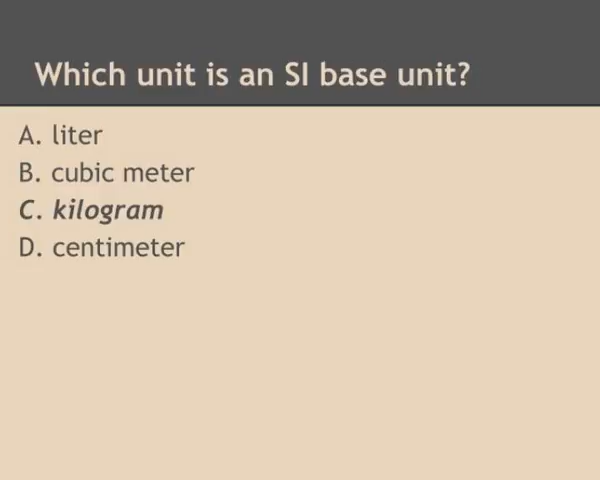 Which unit is an SI base unit?
A. liter
B. cubic meter
C. kilogram
D. centimeter